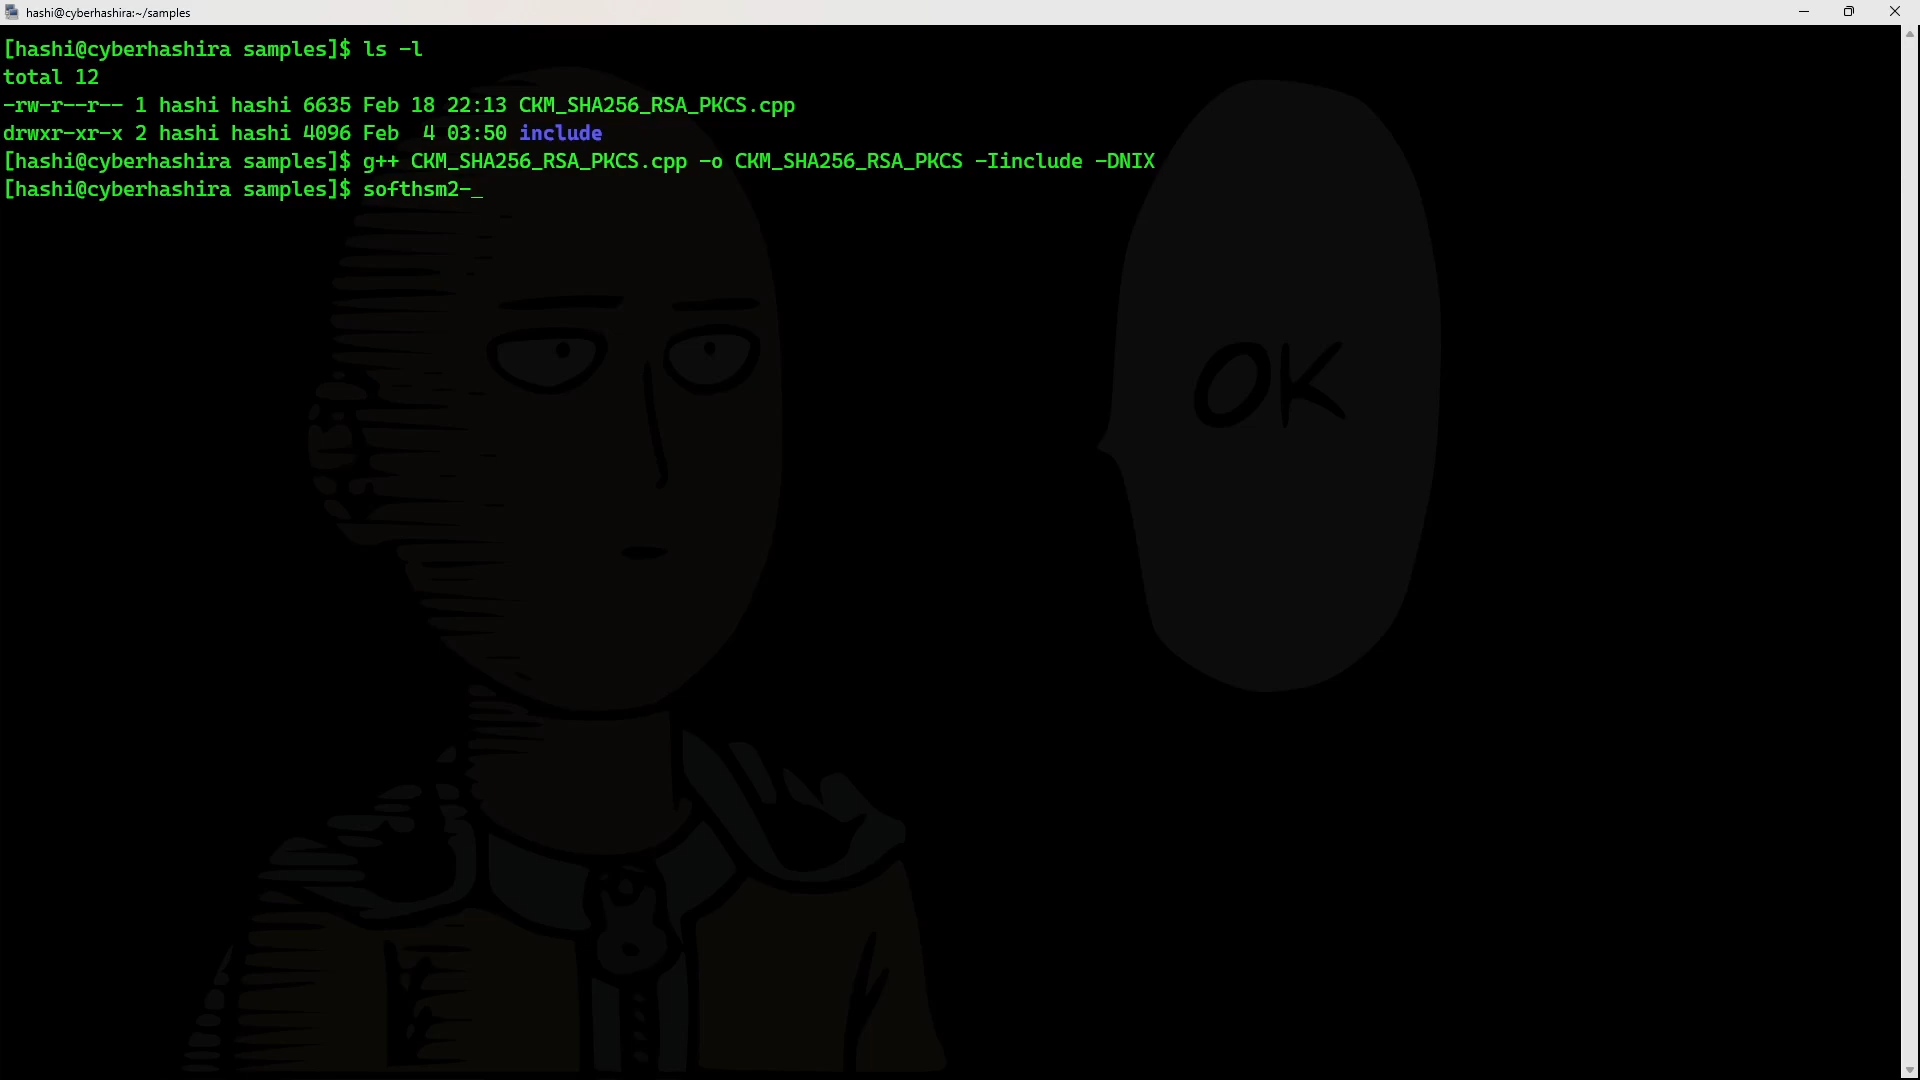 hashi@cyberhashira:~/samples
[hashi@cyberhashira samples]$ ls -l
total 12
-rw-r--r-- 1 hashi hashi 6635 Feb 18 22:13 CKM_SHA256_RSA_PKCS.cpp
drwxr-xr-x 2 hashi hashi 4096 Feb  4 03:50 include
[hashi@cyberhashira samples]$ g++ CKM_SHA256_RSA_PKCS.cpp -o CKM_SHA256_RSA_PKCS -Iinclude -DNIX
[hashi@cyberhashira samples]$ softhsm2-_
OK